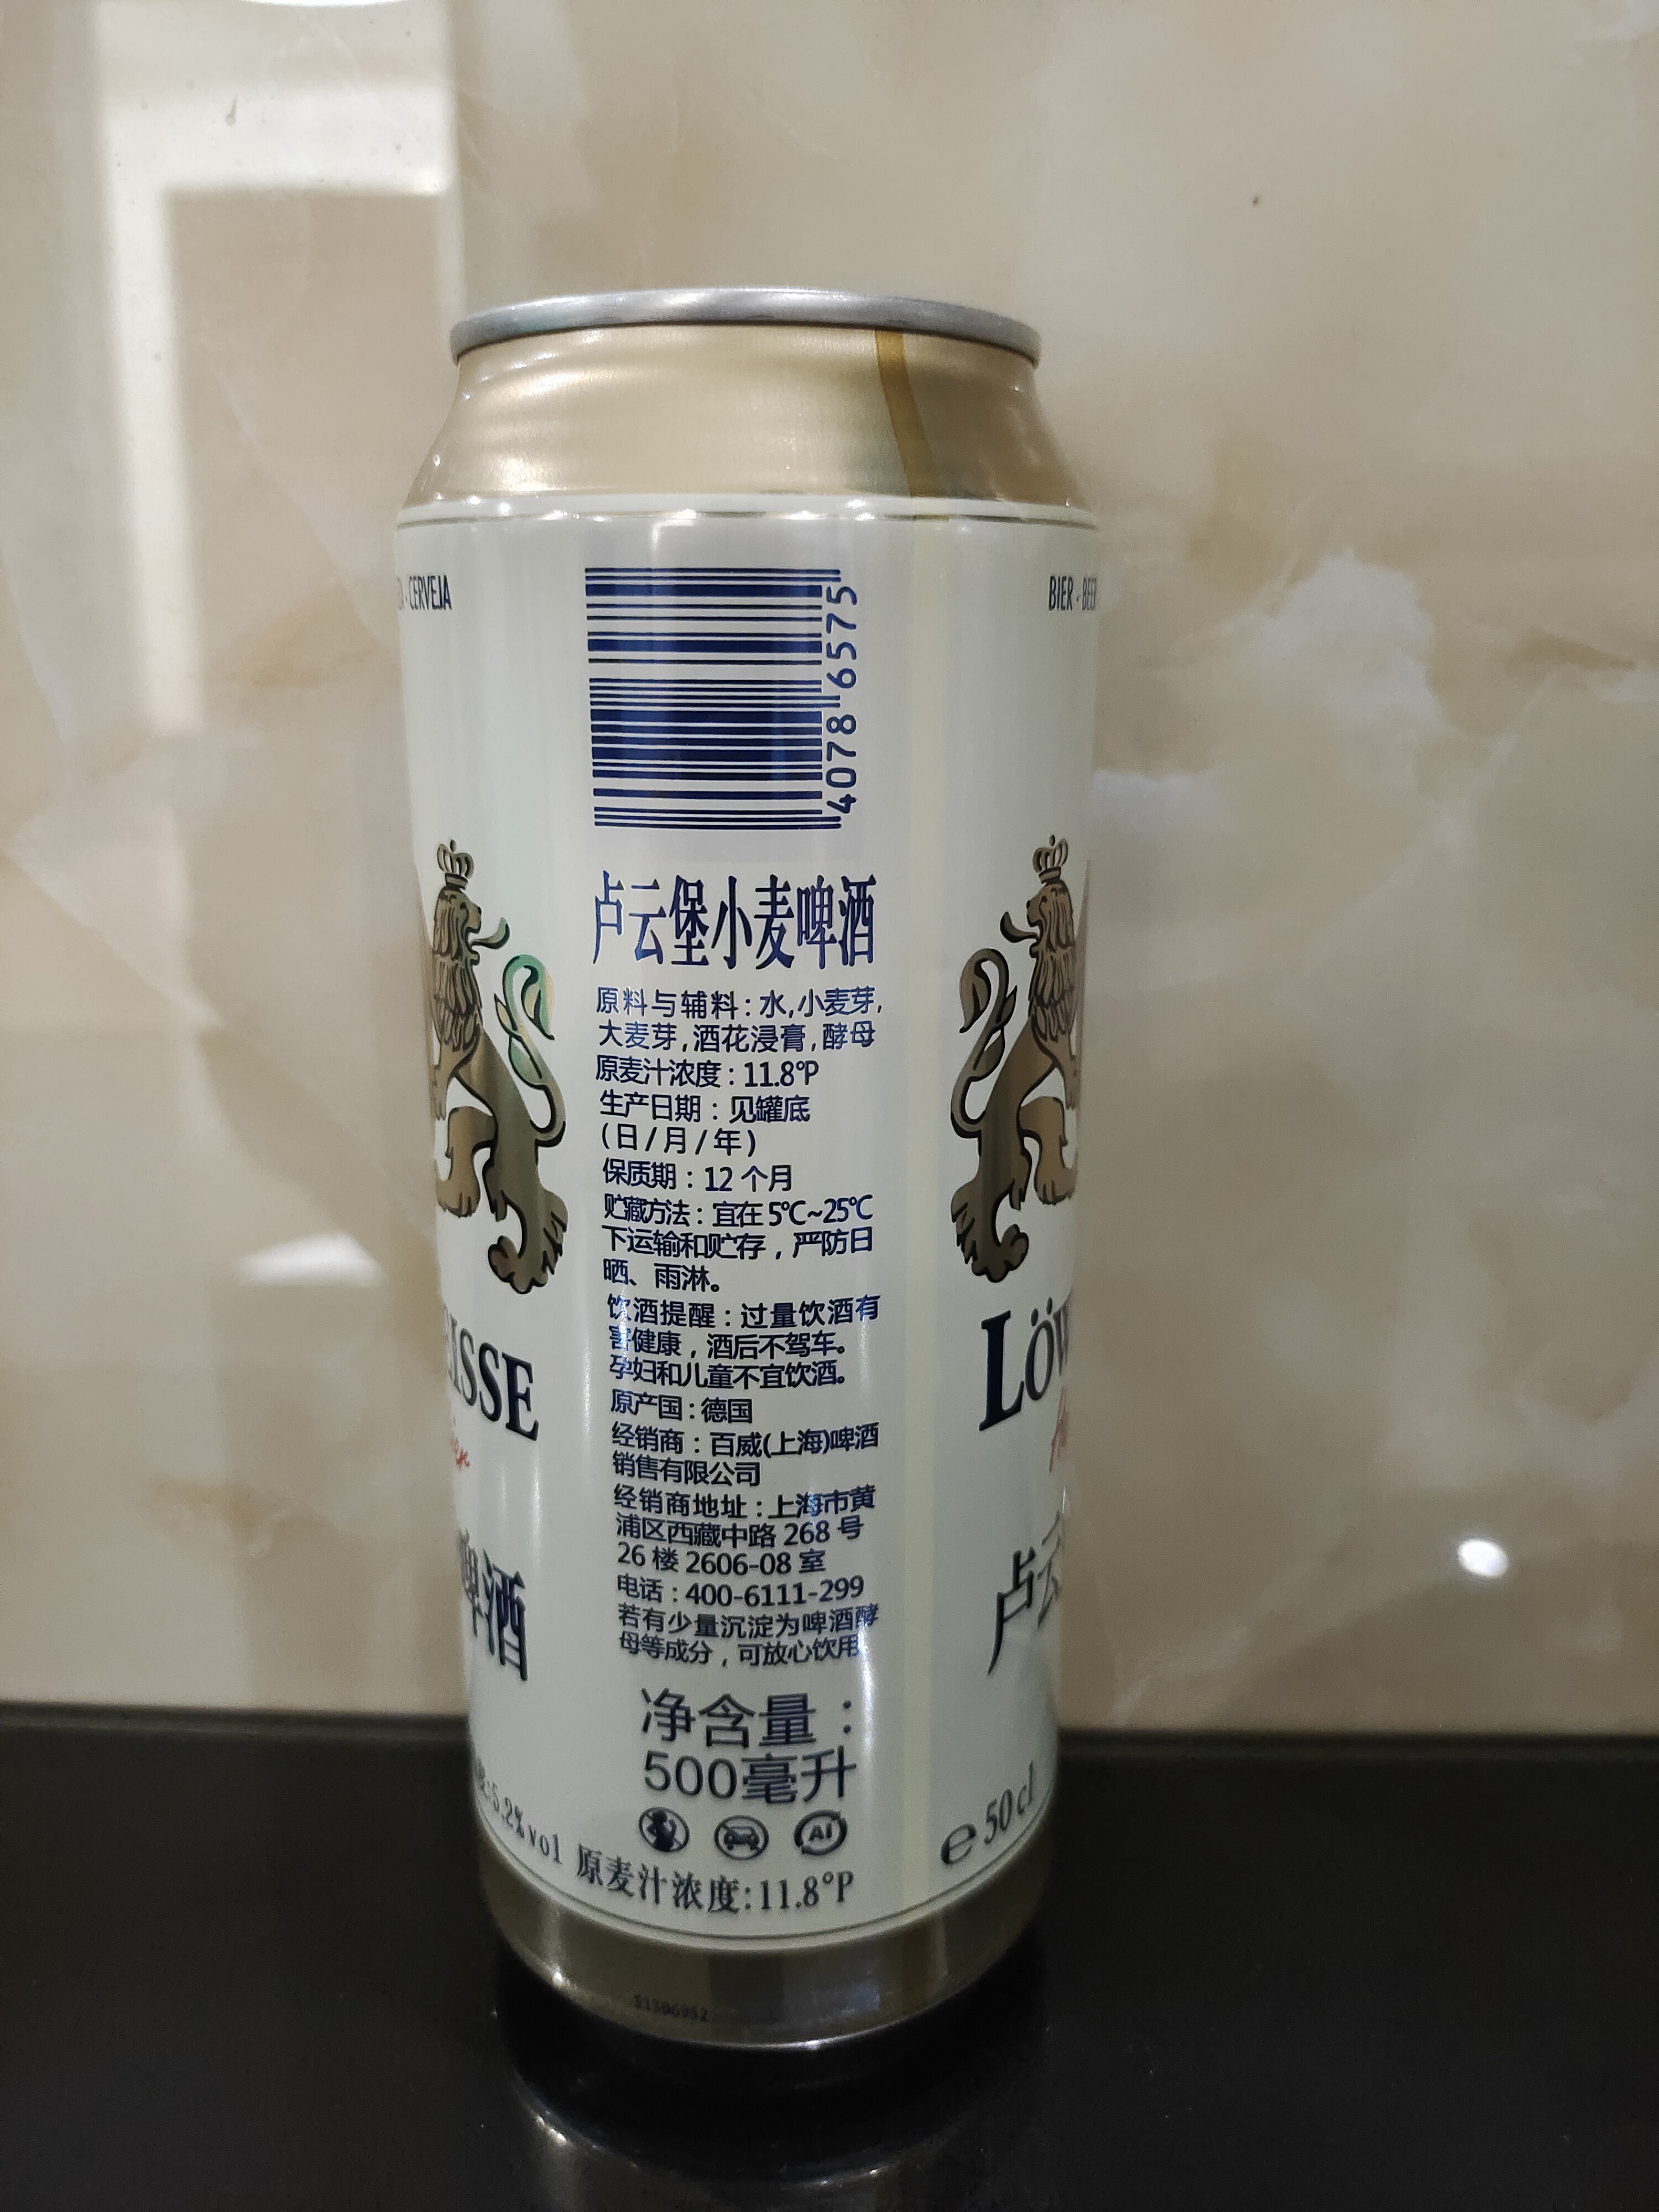 CERVEJA
BIER · BEER
4078 6575
卢云堡小麦啤酒
原料与辅料:水,小麦芽,
大麦芽,酒花浸膏,酵母
原麦汁浓度:11.8°P
生产日期:见罐底
(日/月/年)
保质期:12个月
贮藏方法:宜在5℃~25℃
下运输和贮存,严防日
晒、雨淋。
饮酒提醒:过量饮酒有
害健康,酒后不驾车。
孕妇和儿童不宜饮酒。
原产国:德国
经销商:百威(上海)啤酒
销售有限公司
经销商地址:上海市黄
浦区西藏中路 268 号
26 楼 2606-08 室
电话:400-6111-299
若有少量沉淀为啤酒酵
母等成分,可放心饮用
净含量:
500毫升
Al
5.2%vol 原麦汁浓度:11.8°P
e 50 cl
EISSE
LÖW
啤酒
卢云